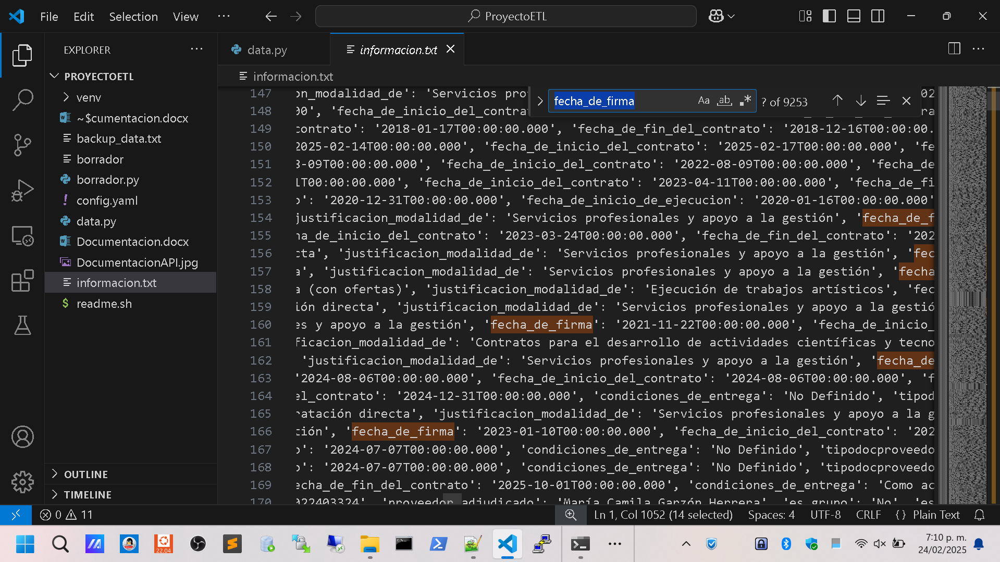 File Edit Selection View ··· ProyectoETL
EXPLORER ···
PROYECTOETL
venv
~$cumentacion.docx
backup_data.txt
borrador
borrador.py
config.yaml
data.py
Documentacion.docx
DocumentacionAPI.jpg
informacion.txt
readme.sh
OUTLINE
TIMELINE
data.py informacion.txt
informacion.txt
fecha_de_firma Aa ab .* ? of 9253
147 on_modalidad_de': 'Servicios pro 02
148 00', 'fecha_de_inicio_del_contra ra
149 contrato': '2018-01-17T00:00:00.000', 'fecha_de_fin_del_contrato': '2018-12-16T00:00:00.
150 2025-02-14T00:00:00.000', 'fecha_de_inicio_del_contrato': '2025-02-17T00:00:00.000', 'fe
151 8-09T00:00:00.000', 'fecha_de_inicio_del_contrato': '2022-08-09T00:00:00.000', 'fecha_de
152 1T00:00:00.000', 'fecha_de_inicio_del_contrato': '2023-04-11T00:00:00.000', 'fecha_de_fi
153 o': '2020-12-31T00:00:00.000', 'fecha_de_inicio_de_ejecucion': '2020-01-16T00:00:00.000'
154 justificacion_modalidad_de': 'Servicios profesionales y apoyo a la gestión', 'fecha_de_f
155 ha_de_inicio_del_contrato': '2023-03-24T00:00:00.000', 'fecha_de_fin_del_contrato': '202
156 cta', 'justificacion_modalidad_de': 'Servicios profesionales y apoyo a la gestión', 'fec
157 a', 'justificacion_modalidad_de': 'Servicios profesionales y apoyo a la gestión', 'fecha
158 a (con ofertas)', 'justificacion_modalidad_de': 'Ejecución de trabajos artísticos', 'fec
159 ión directa', 'justificacion_modalidad_de': 'Servicios profesionales y apoyo a la gestió
160 es y apoyo a la gestión', 'fecha_de_firma': '2021-11-22T00:00:00.000', 'fecha_de_inicio_
161 ficacion_modalidad_de': 'Contratos para el desarrollo de actividades científicas y tecno
162 'justificacion_modalidad_de': 'Servicios profesionales y apoyo a la gestión', 'fecha_de
163 '2024-08-06T00:00:00.000', 'fecha_de_inicio_del_contrato': '2024-08-06T00:00:00.000', 'f
164 el_contrato': '2024-12-31T00:00:00.000', 'condiciones_de_entrega': 'No Definido', 'tipod
165 ratación directa', 'justificacion_modalidad_de': 'Servicios profesionales y apoyo a la g
166 ción', 'fecha_de_firma': '2023-01-10T00:00:00.000', 'fecha_de_inicio_del_contrato': '202
167 o': '2024-07-07T00:00:00.000', 'condiciones_de_entrega': 'No Definido', 'tipodocproveedo
168 o': '2024-07-07T00:00:00.000', 'condiciones_de_entrega': 'No Definido', 'tipodocproveedo
169 echa_de_fin_del_contrato': '2025-10-01T00:00:00.000', 'condiciones_de_entrega': 'Como ac
170 022403324', 'proveedor_adjudicado': 'María Camila Garzón Herrera', 'es_grupo': 'No', 'es
0 11 Ln 1, Col 1052 (14 selected) Spaces: 4 UTF-8 CRLF {} Plain Text
22.04
7:10 p. m.
24/02/2025